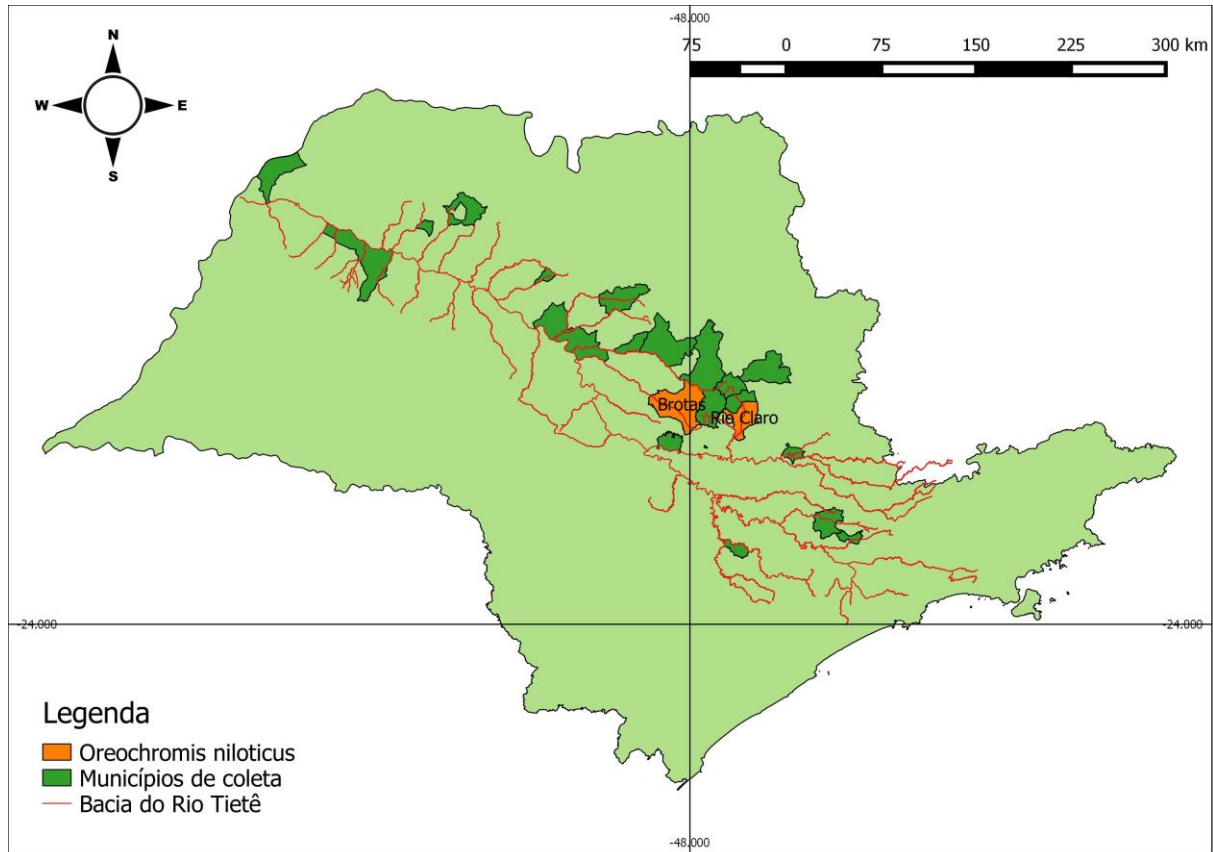 -48.000
75 0 75 150 225 300 km
N
W E
S
Brotas
Rio Claro
-24.000 -24.000
Legenda
Oreochromis niloticus
Municípios de coleta
Bacia do Rio Tietê
-48.000